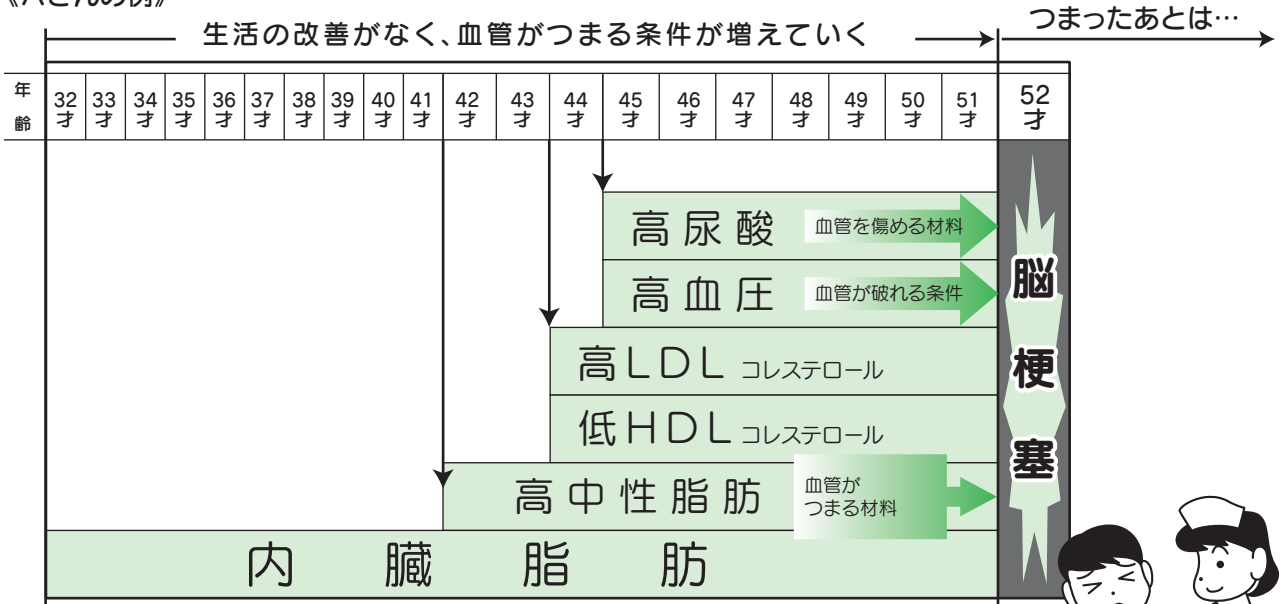 《Aさんの例》
生活の改善がなく、血管がつまる条件が増えていく
つまったあとは…
年齢
32才 33才 34才 35才 36才 37才 38才 39才 40才 41才 42才 43才 44才 45才 46才 47才 48才 49才 50才 51才 52才
高尿酸 血管を傷める材料
高血圧 血管が破れる条件
高LDL コレステロール
低HDL コレステロール
高中性脂肪 血管が
つまる材料
内臓脂肪
脳梗塞